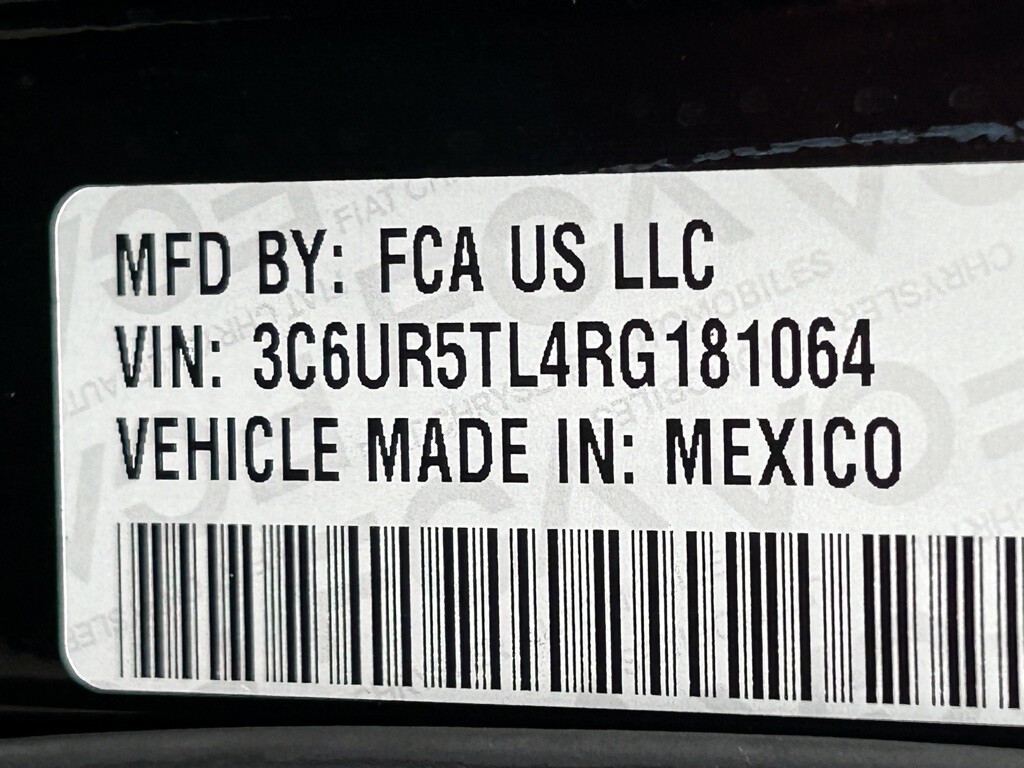 MFD BY: FCA US LLC
VIN: 3C6UR5TL4RG181064
VEHICLE MADE IN: MEXICO